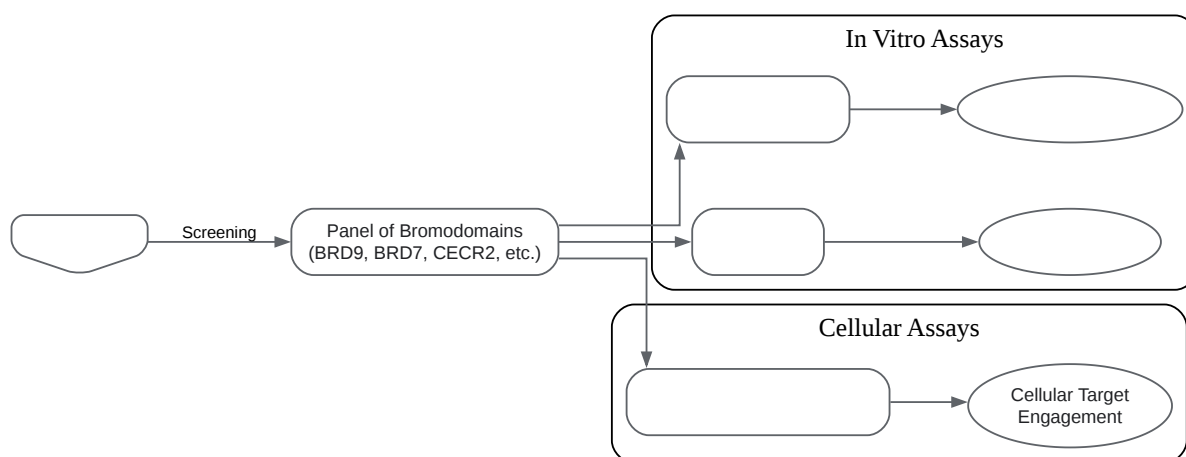 In Vitro Assays
Screening
Panel of Bromodomains
(BRD9, BRD7, CECR2, etc.)
Cellular Assays
Cellular Target
Engagement